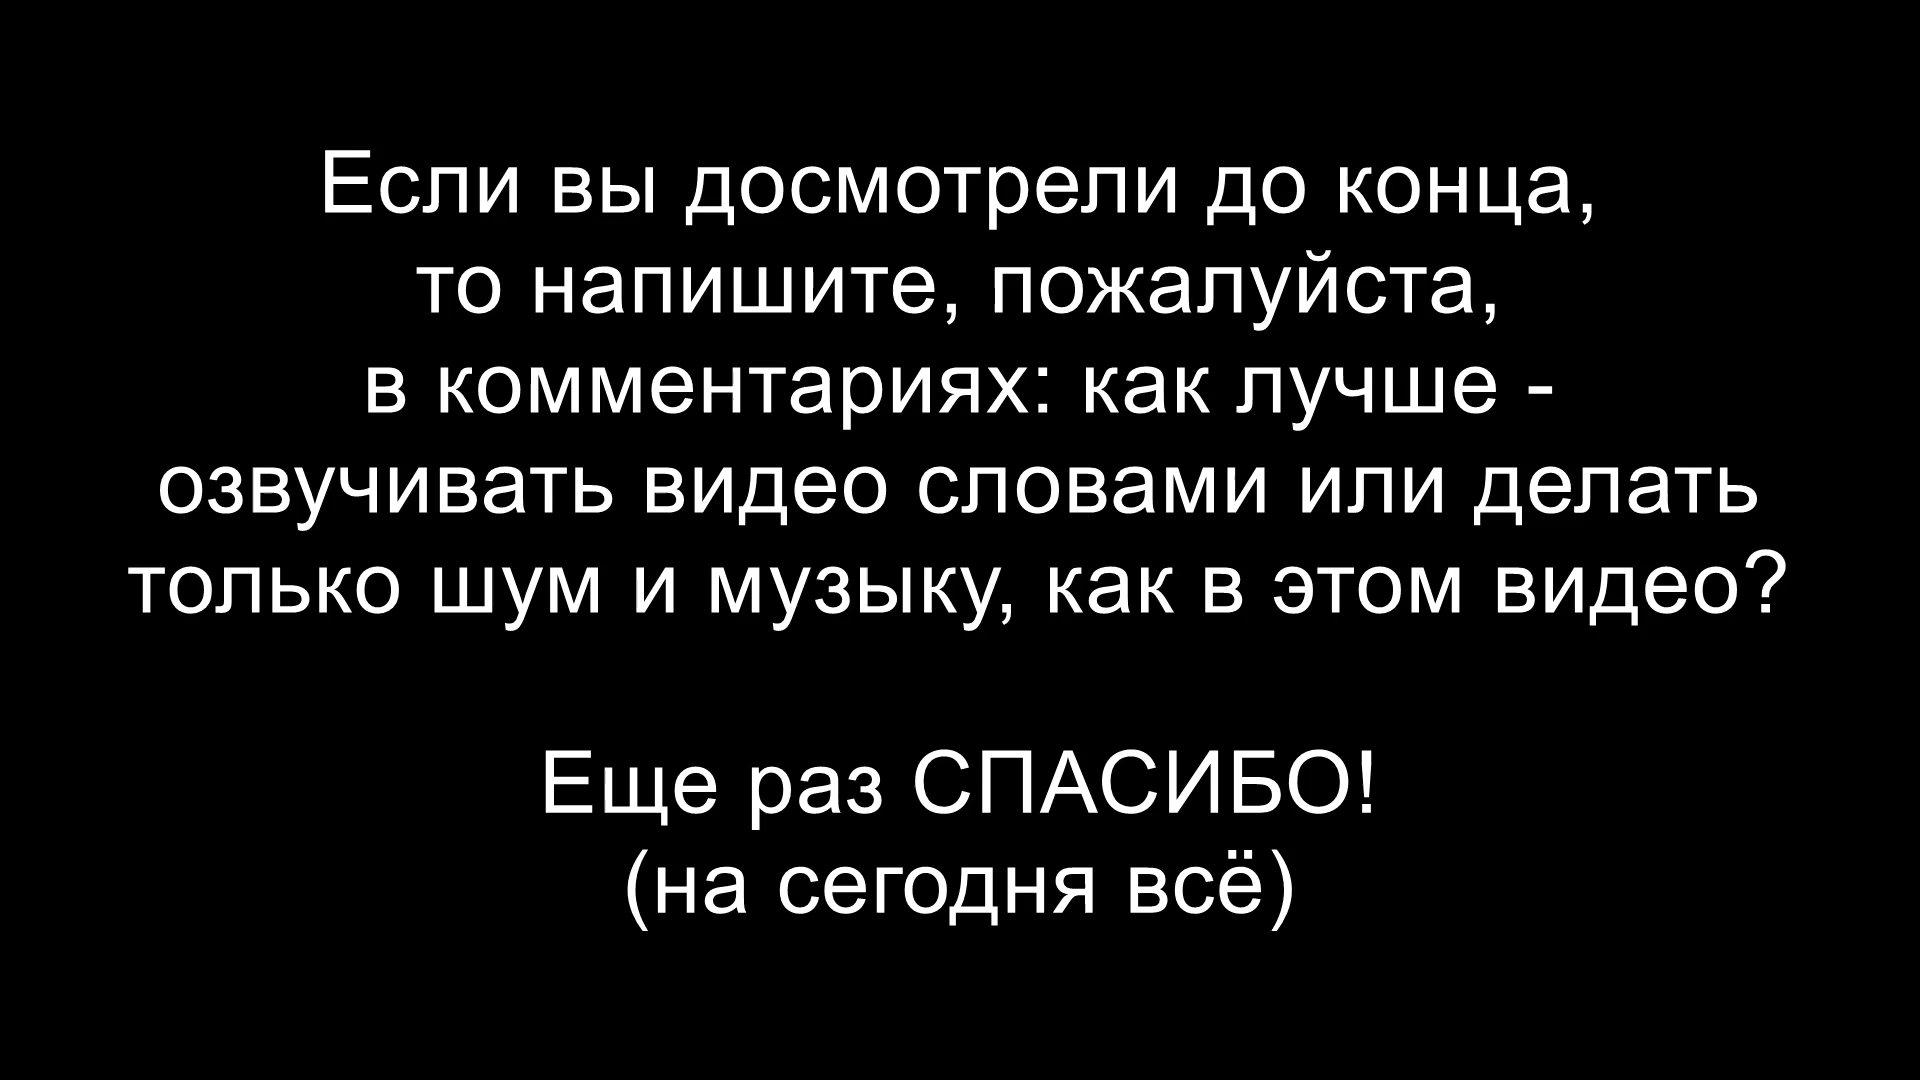 Если вы досмотрели до конца,
то напишите, пожалуйста,
в комментариях: как лучше -
озвучивать видео словами или делать
только шум и музыку, как в этом видео?
Еще раз СПАСИБО!
(на сегодня всё)